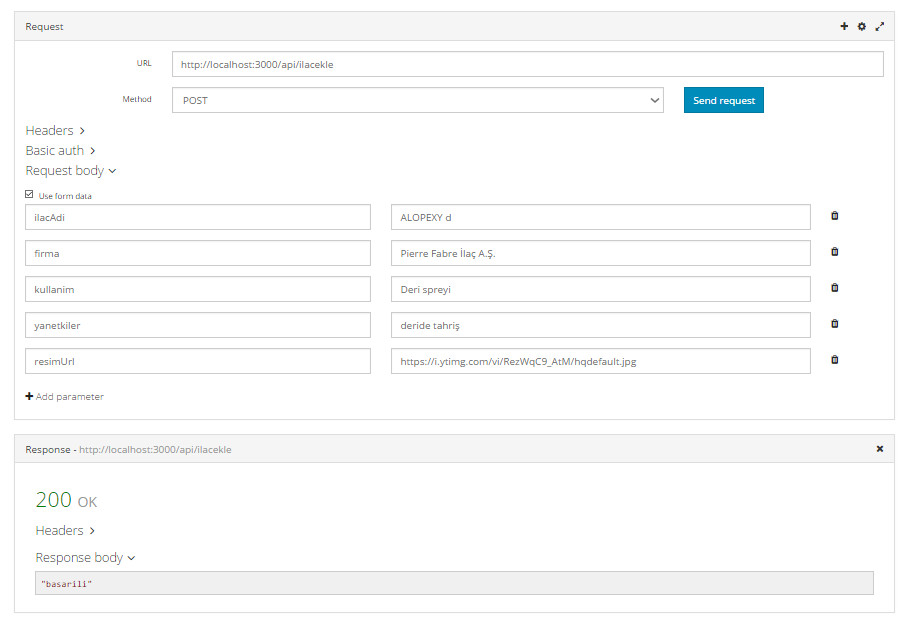 Request
URL http://localhost:3000/api/ilacekle
Method POST Send request
Headers
Basic auth
Request body
Use form data
ilacAdi ALOPEXY d
firma Pierre Fabre İlaç A.Ş.
kullanim Deri spreyi
yanetkiler deride tahriş
resimUrl https://i.ytimg.com/vi/RezWqC9_AtM/hqdefault.jpg
Add parameter
Response - http://localhost:3000/api/ilacekle
200 OK
Headers
Response body
"basarili"